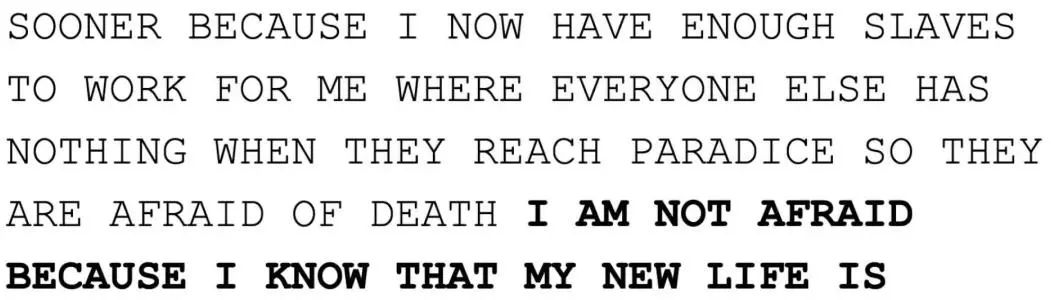 SOONER BECAUSE I NOW HAVE ENOUGH SLAVES
TO WORK FOR ME WHERE EVERYONE ELSE HAS
NOTHING WHEN THEY REACH PARADICE SO THEY
ARE AFRAID OF DEATH I AM NOT AFRAID
BECAUSE I KNOW THAT MY NEW LIFE IS